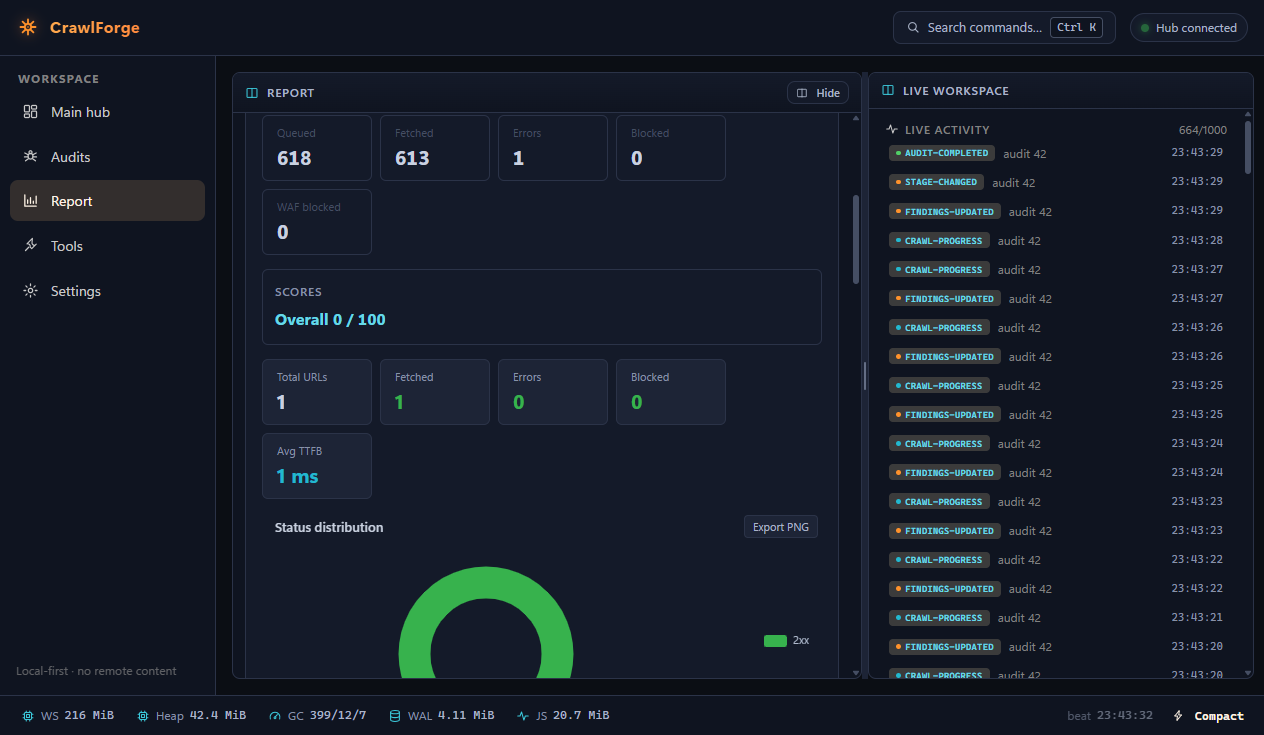 CrawlForge
Search commands... Ctrl K
Hub connected
WORKSPACE
Main hub
Audits
Report
Tools
Settings
Local-first · no remote content
REPORT
Hide
Queued Fetched Errors Blocked
618 613 1 0
WAF blocked
0
SCORES
Overall 0 / 100
Total URLs Fetched Errors Blocked
1 1 0 0
Avg TTFB
1 ms
Status distribution
Export PNG
2xx
LIVE WORKSPACE
LIVE ACTIVITY 664/1000
AUDIT-COMPLETED audit 42 23:43:29
STAGE-CHANGED audit 42 23:43:29
FINDINGS-UPDATED audit 42 23:43:29
CRAWL-PROGRESS audit 42 23:43:28
CRAWL-PROGRESS audit 42 23:43:27
FINDINGS-UPDATED audit 42 23:43:27
CRAWL-PROGRESS audit 42 23:43:26
FINDINGS-UPDATED audit 42 23:43:26
CRAWL-PROGRESS audit 42 23:43:25
FINDINGS-UPDATED audit 42 23:43:25
CRAWL-PROGRESS audit 42 23:43:24
FINDINGS-UPDATED audit 42 23:43:24
CRAWL-PROGRESS audit 42 23:43:23
FINDINGS-UPDATED audit 42 23:43:23
CRAWL-PROGRESS audit 42 23:43:22
FINDINGS-UPDATED audit 42 23:43:22
CRAWL-PROGRESS audit 42 23:43:21
FINDINGS-UPDATED audit 42 23:43:20
CRAWL-PROGRESS audit 42 23:43:20
WS 216 MiB Heap 42.4 MiB GC 399/12/7 WAL 4.11 MiB JS 20.7 MiB
beat 23:43:32 Compact